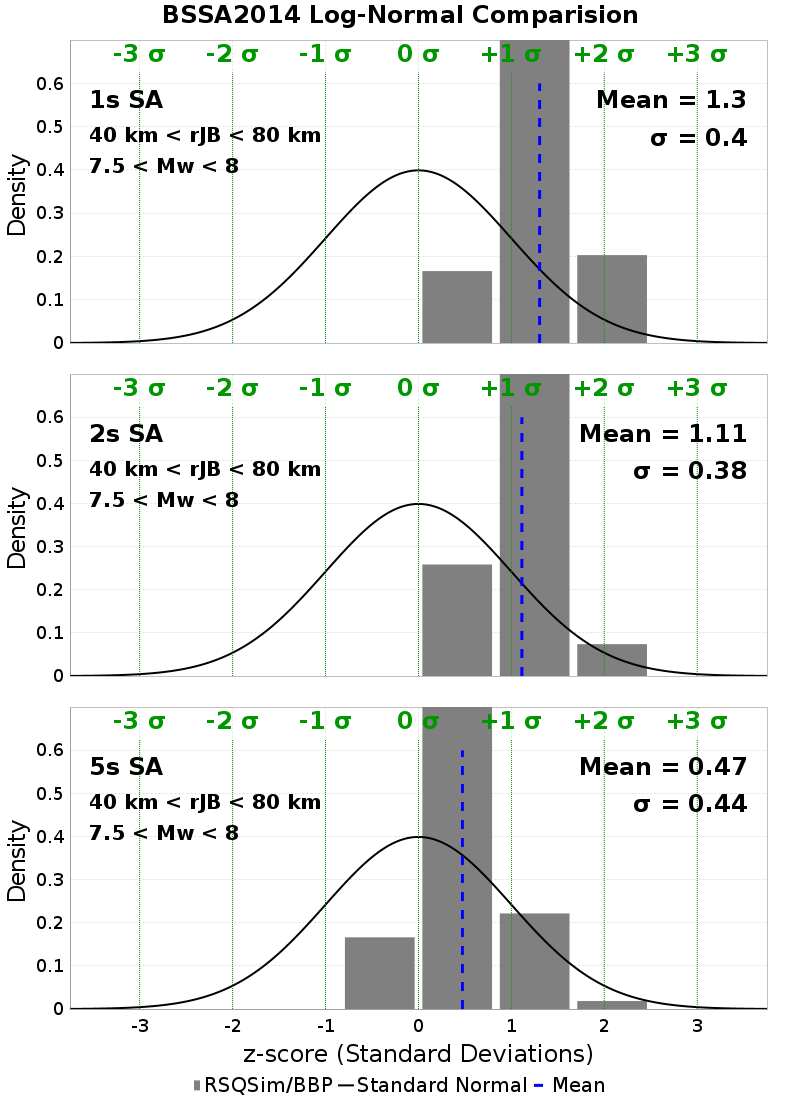 BSSA2014 Log-Normal Comparision
-3 σ -2 σ -1 σ 0 σ +1 σ +2 σ +3 σ
0.6
1s SA Mean = 1.3
0.5
40 km < rJB < 80 km σ = 0.4
0.4
7.5 < Mw < 8
Density
0.3
0.2
0.1
0
-3 σ -2 σ -1 σ 0 σ +1 σ +2 σ +3 σ
0.6
2s SA Mean = 1.11
0.5
40 km < rJB < 80 km σ = 0.38
0.4
7.5 < Mw < 8
Density
0.3
0.2
0.1
0
-3 σ -2 σ -1 σ 0 σ +1 σ +2 σ +3 σ
0.6
5s SA Mean = 0.47
0.5
40 km < rJB < 80 km σ = 0.44
0.4
7.5 < Mw < 8
Density
0.3
0.2
0.1
0
-3 -2 -1 0 1 2 3
z-score (Standard Deviations)
RSQSim/BBP Standard Normal Mean